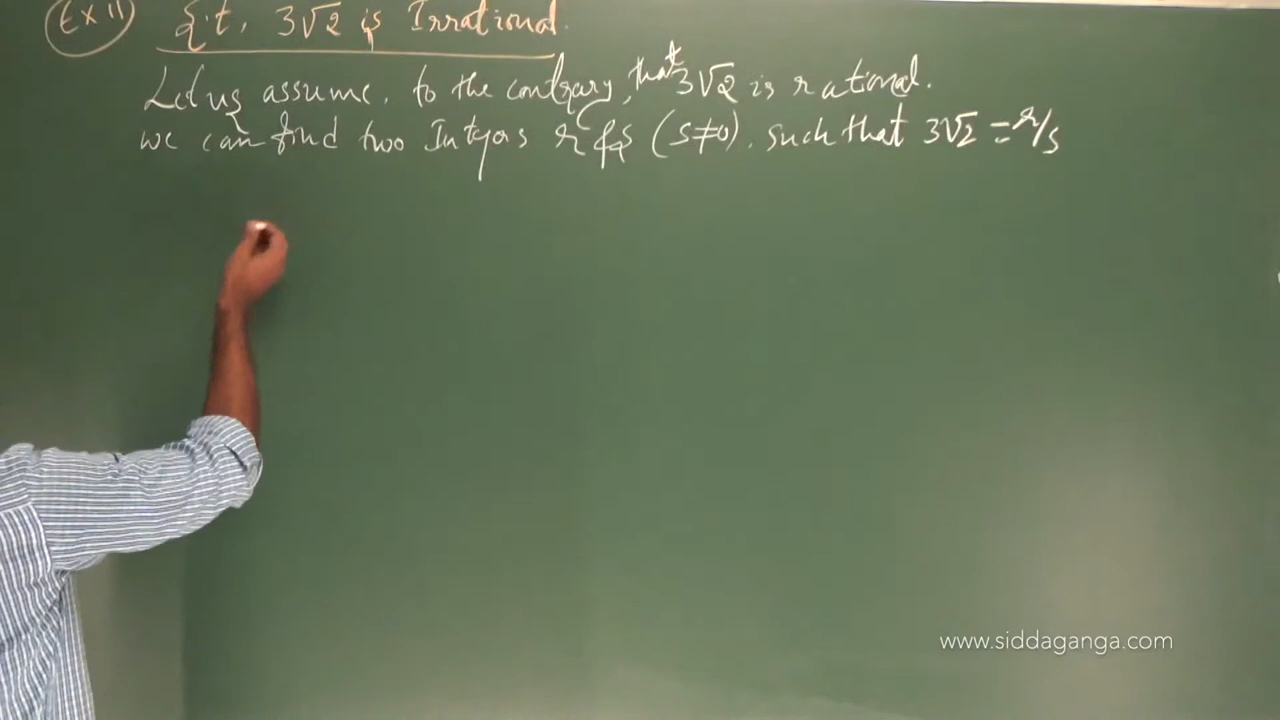 Ex 11 S.t. 3√2 is Irrational.
Let us assume, to the contrary, that 3√2 is rational.
we can find two Integers r & s (s≠0), such that 3√2 = r/s
www.siddaganga.com